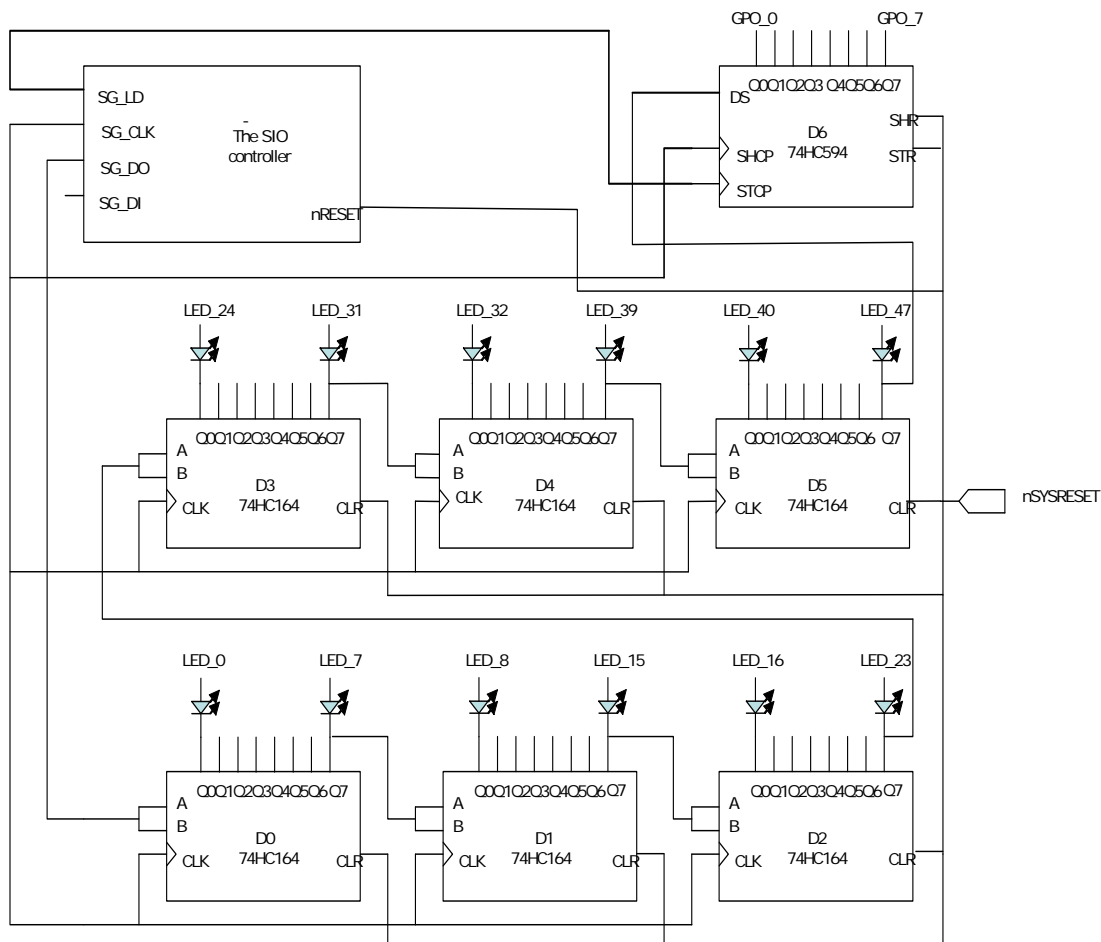 GPO_0 GPO_7
SG_LD
SG_CLK
SG_DO
SG_DI
-
The SIO
controller
nRESET
Q0Q1Q2Q3 Q4Q5Q6Q7
DS
SHCP
STCP
D6
74HC594
SHR
STR
LED_24 LED_31 LED_32 LED_39 LED_40 LED_47
Q0Q1Q2Q3Q4Q5Q6Q7
A
B
CLK
D3
74HC164
CLR
Q0Q1Q2Q3Q4Q5Q6Q7
A
B
CLK
D4
74HC164
CLR
Q0Q1Q2Q3Q4Q5Q6 Q7
A
B
CLK
D5
74HC164
CLR
nSYSRESET
LED_0 LED_7 LED_8 LED_15 LED_16 LED_23
Q0Q1Q2Q3Q4Q5Q6Q7
A
B
CLK
D0
74HC164
CLR
Q0Q1Q2Q3Q4Q5Q6Q7
A
B
CLK
D1
74HC164
CLR
Q0Q1Q2Q3Q4Q5Q6Q7
A
B
CLK
D2
74HC164
CLR